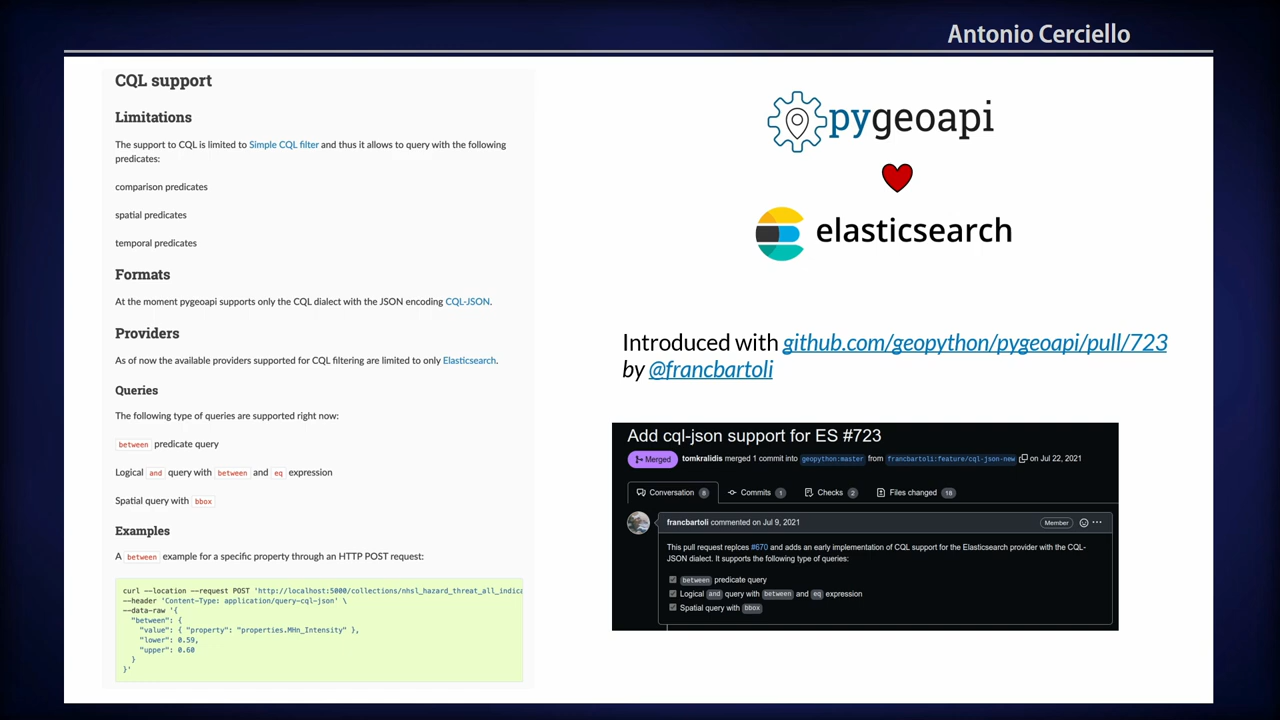 Antonio Cerciello
CQL support
Limitations
The support to CQL is limited to Simple CQL filter and thus it allows to query with the following
predicates:
comparison predicates
spatial predicates
temporal predicates
Formats
At the moment pygeoapi supports only the CQL dialect with the JSON encoding CQL-JSON.
Providers
As of now the available providers supported for CQL filtering are limited to only Elasticsearch.
Queries
The following type of queries are supported right now:
between predicate query
Logical and query with between and eq expression
Spatial query with bbox
Examples
A between example for a specific property through an HTTP POST request:
curl --location --request POST 'http://localhost:5000/collections/nhsl_hazard_threat_all_indica
--header 'Content-Type: application/query-cql-json' \
--data-raw '{
"between": {
"value": { "property": "properties.MHn_Intensity" },
"lower": 0.59,
"upper": 0.60
}
}'
pygeoapi
elasticsearch
Introduced with github.com/geopython/pygeoapi/pull/723
by @francbartoli
Add cql-json support for ES #723
Merged tomkralidis merged 1 commit into geopython:master from francbartoli:feature/cql-json-new on Jul 22, 2021
Conversation 8 Commits 1 Checks 2 Files changed 18
francbartoli commented on Jul 9, 2021 Member ...
This pull request replces #670 and adds an early implementation of CQL support for the Elasticsearch provider with the CQL-
JSON dialect. It supports the following type of queries:
between predicate query
Logical and query with between and eq expression
Spatial query with bbox